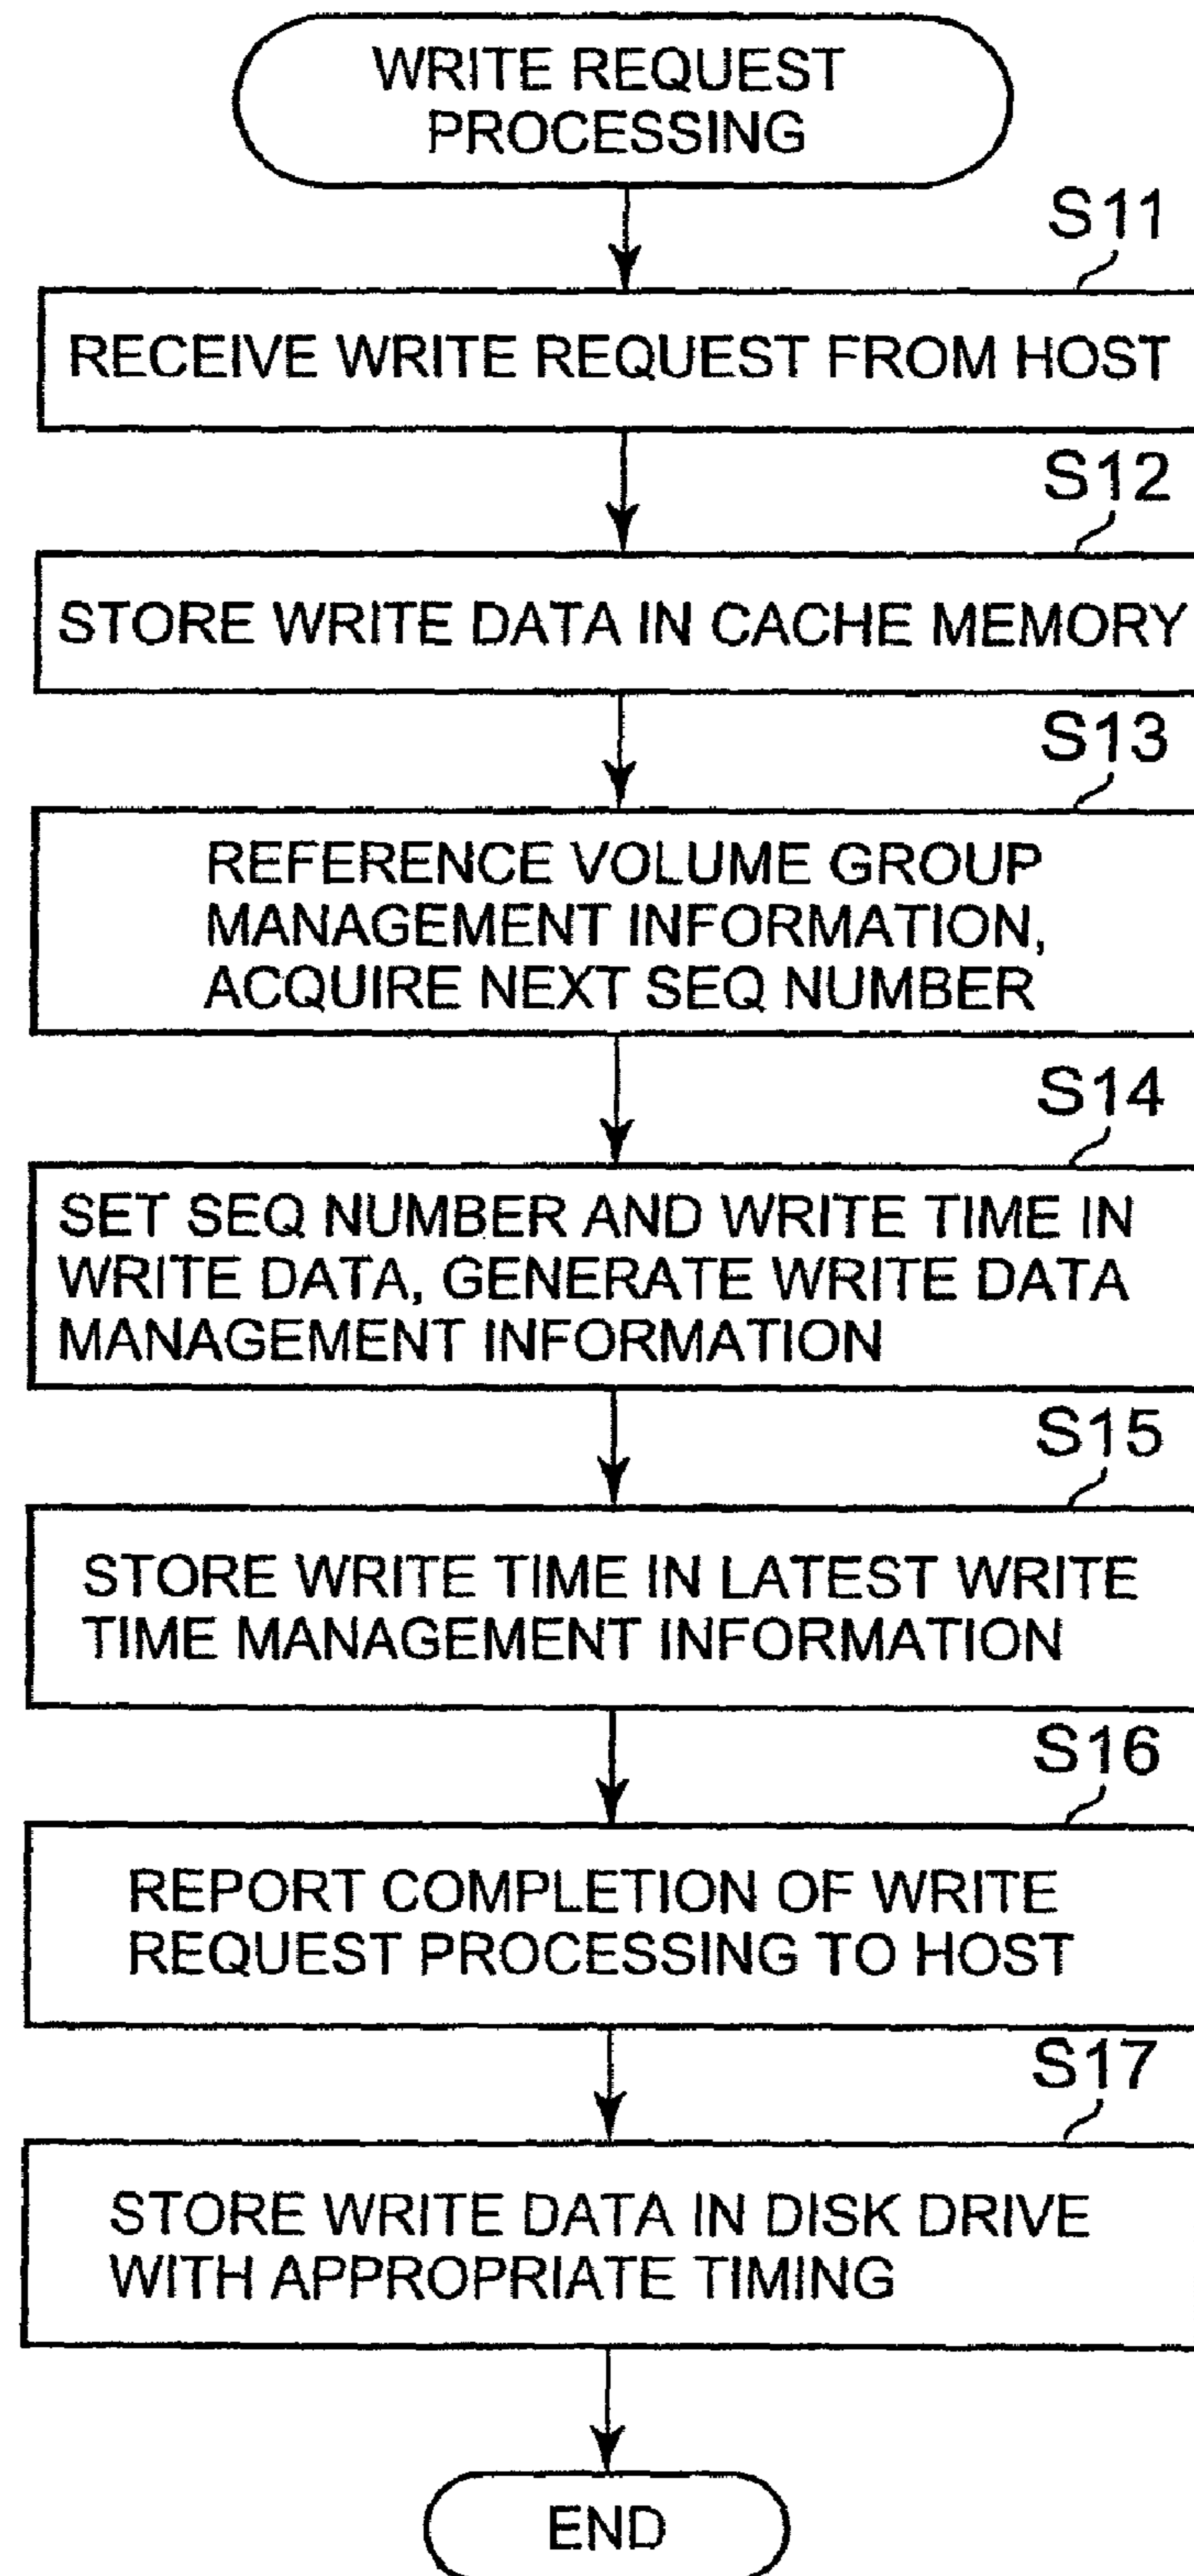 WRITE REQUEST
PROCESSING
S11
RECEIVE WRITE REQUEST FROM HOST
S12
STORE WRITE DATA IN CACHE MEMORY
S13
REFERENCE VOLUME GROUP
MANAGEMENT INFORMATION,
ACQUIRE NEXT SEQ NUMBER
S14
SET SEQ NUMBER AND WRITE TIME IN
WRITE DATA, GENERATE WRITE DATA
MANAGEMENT INFORMATION
S15
STORE WRITE TIME IN LATEST WRITE
TIME MANAGEMENT INFORMATION
S16
REPORT COMPLETION OF WRITE
REQUEST PROCESSING TO HOST
S17
STORE WRITE DATA IN DISK DRIVE
WITH APPROPRIATE TIMING
END